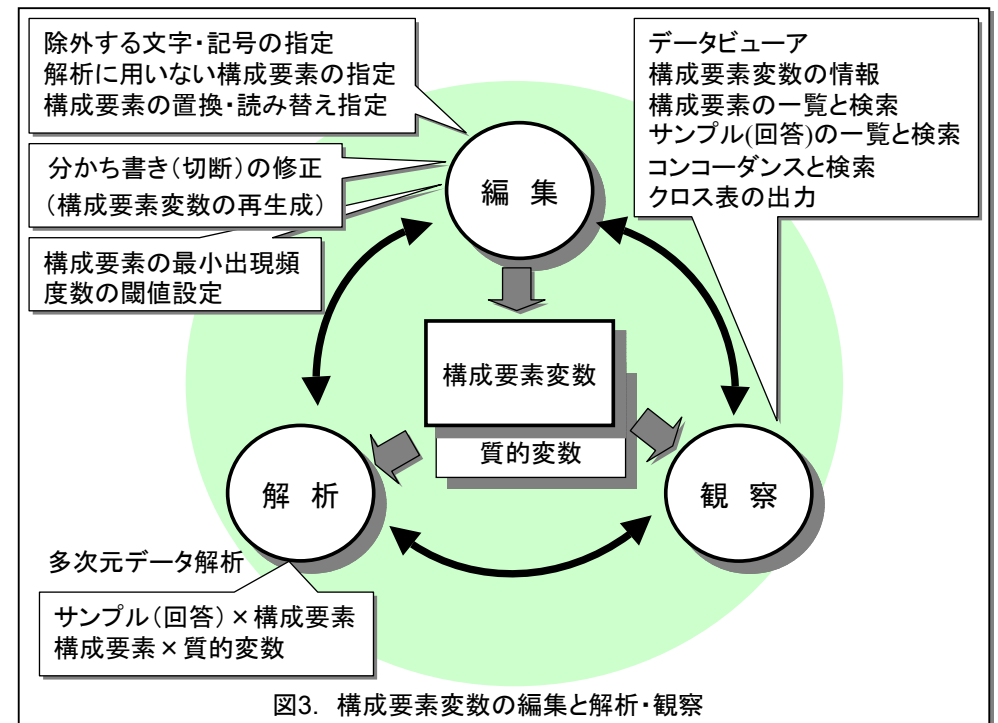 除外する文字・記号の指定
解析に用いない構成要素の指定
構成要素の置換・読み替え指定
分かち書き(切断)の修正
(構成要素変数の再生成)
構成要素の最小出現頻
度数の閾値設定
データビューア
構成要素変数の情報
構成要素の一覧と検索
サンプル(回答)の一覧と検索
コンコーダンスと検索
クロス表の出力
編 集
構成要素変数
質的変数
解 析
観 察
多次元データ解析
サンプル(回答)×構成要素
構成要素×質的変数
図3. 構成要素変数の編集と解析・観察